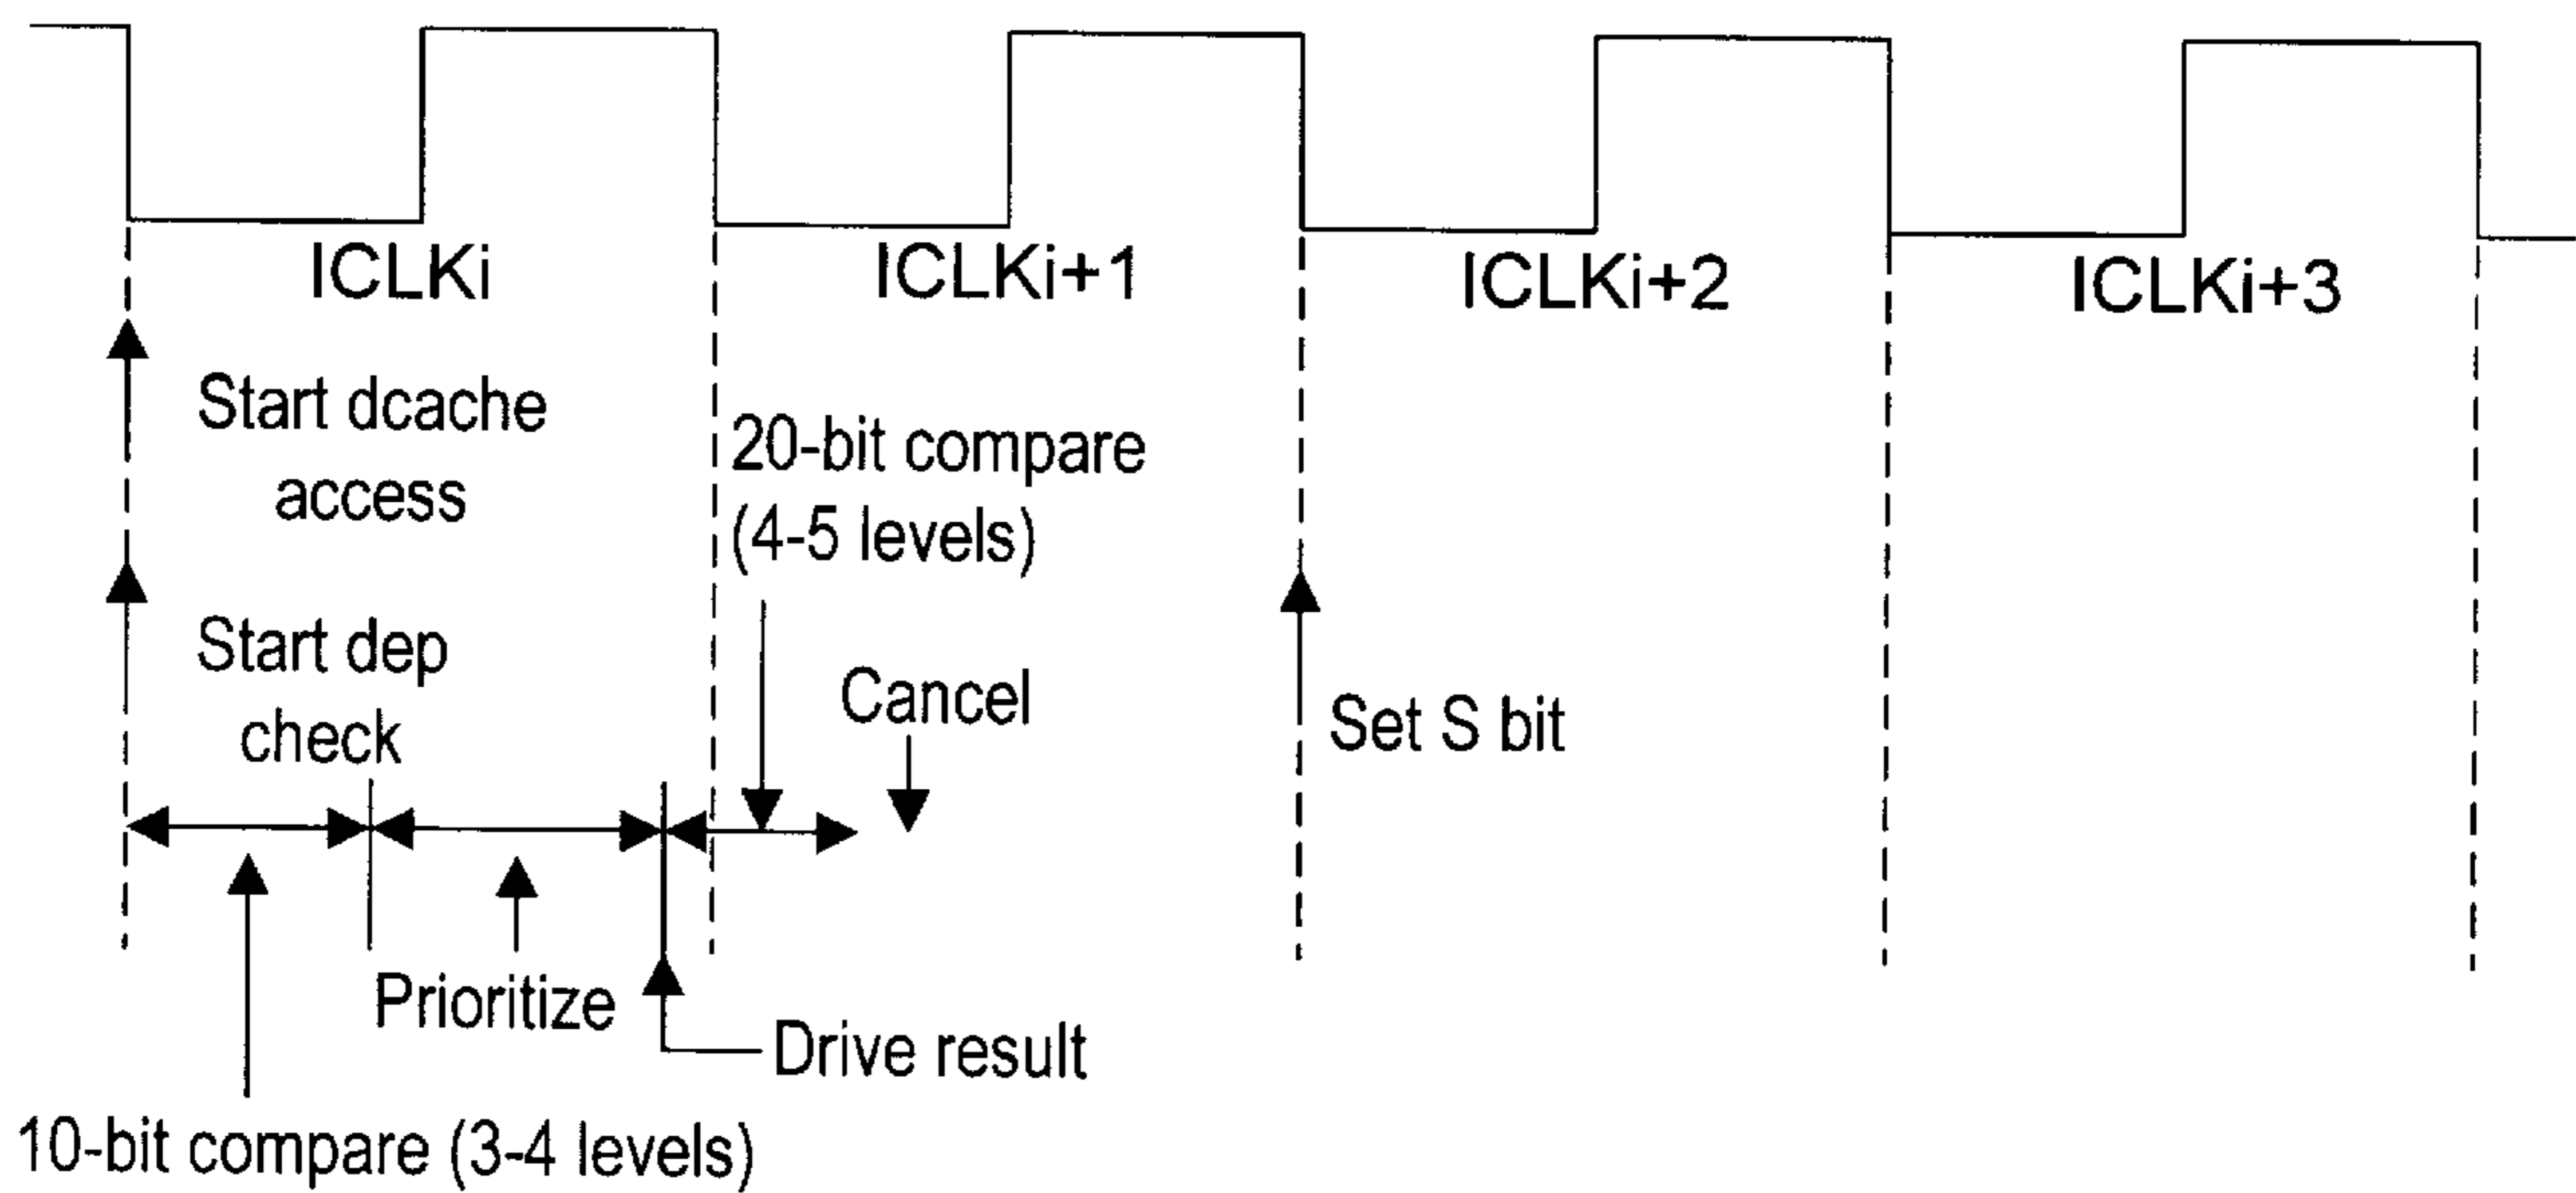 ICLKi
ICLKi+1
ICLKi+2
ICLKi+3
Start dcache
access
20-bit compare
(4-5 levels)
Start dep
check
Cancel
Set S bit
Prioritize
Drive result
10-bit compare (3-4 levels)